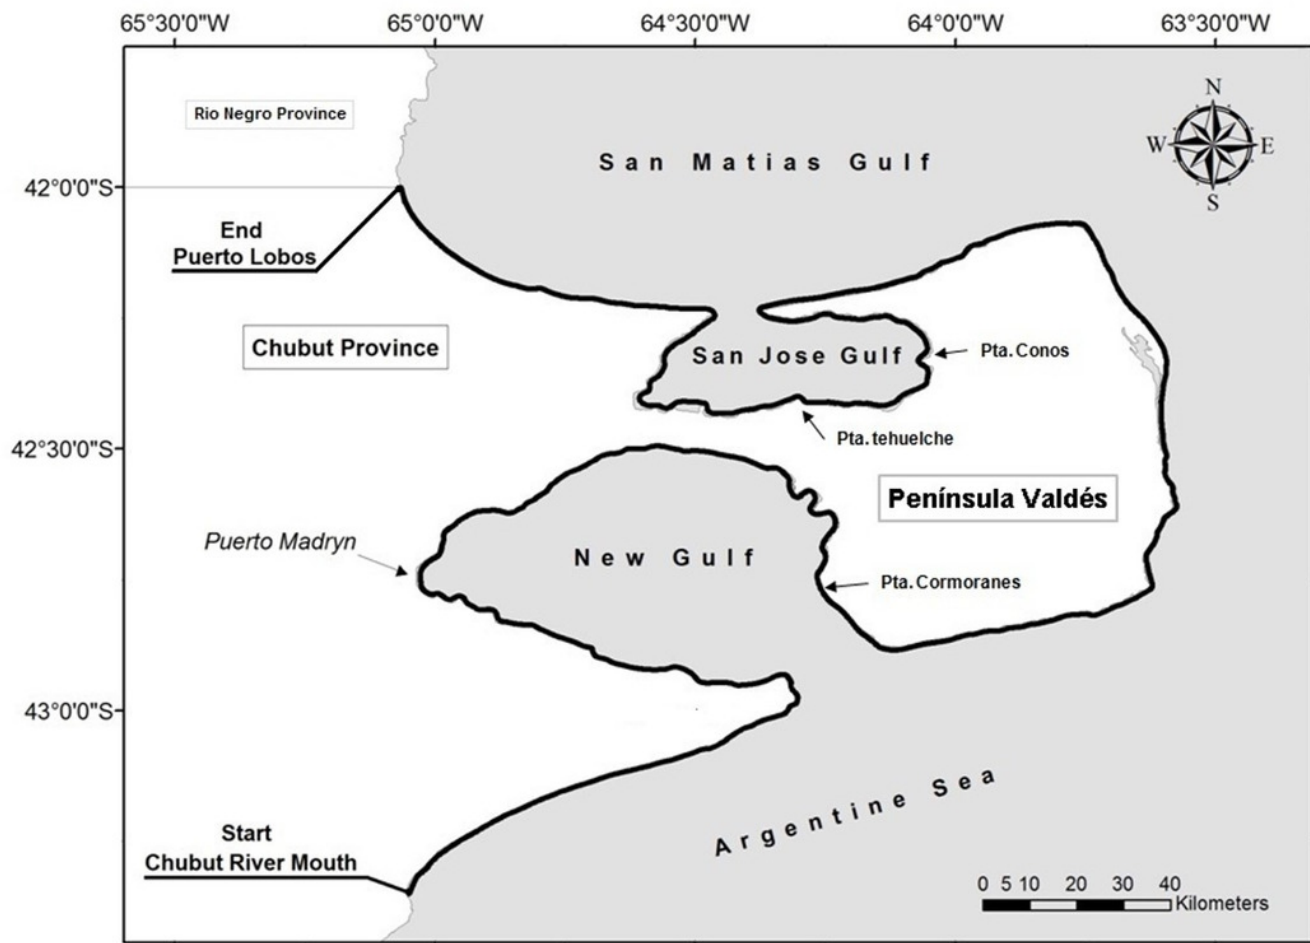 65°30'0"W
65°0'0"W
64°30'0"W
64°0'0"W
63°30'0"W
Rio Negro Province
N
W
E
S
San Matias Gulf
42°0'0"S
End
Puerto Lobos
Chubut Province
San Jose Gulf
Pta. Conos
Pta. tehuelche
42°30'0"S
Península Valdés
Puerto Madryn
New Gulf
Pta. Cormoranes
43°0'0"S
Argentine Sea
Start
Chubut River Mouth
0 5 10 20 30 40
Kilometers